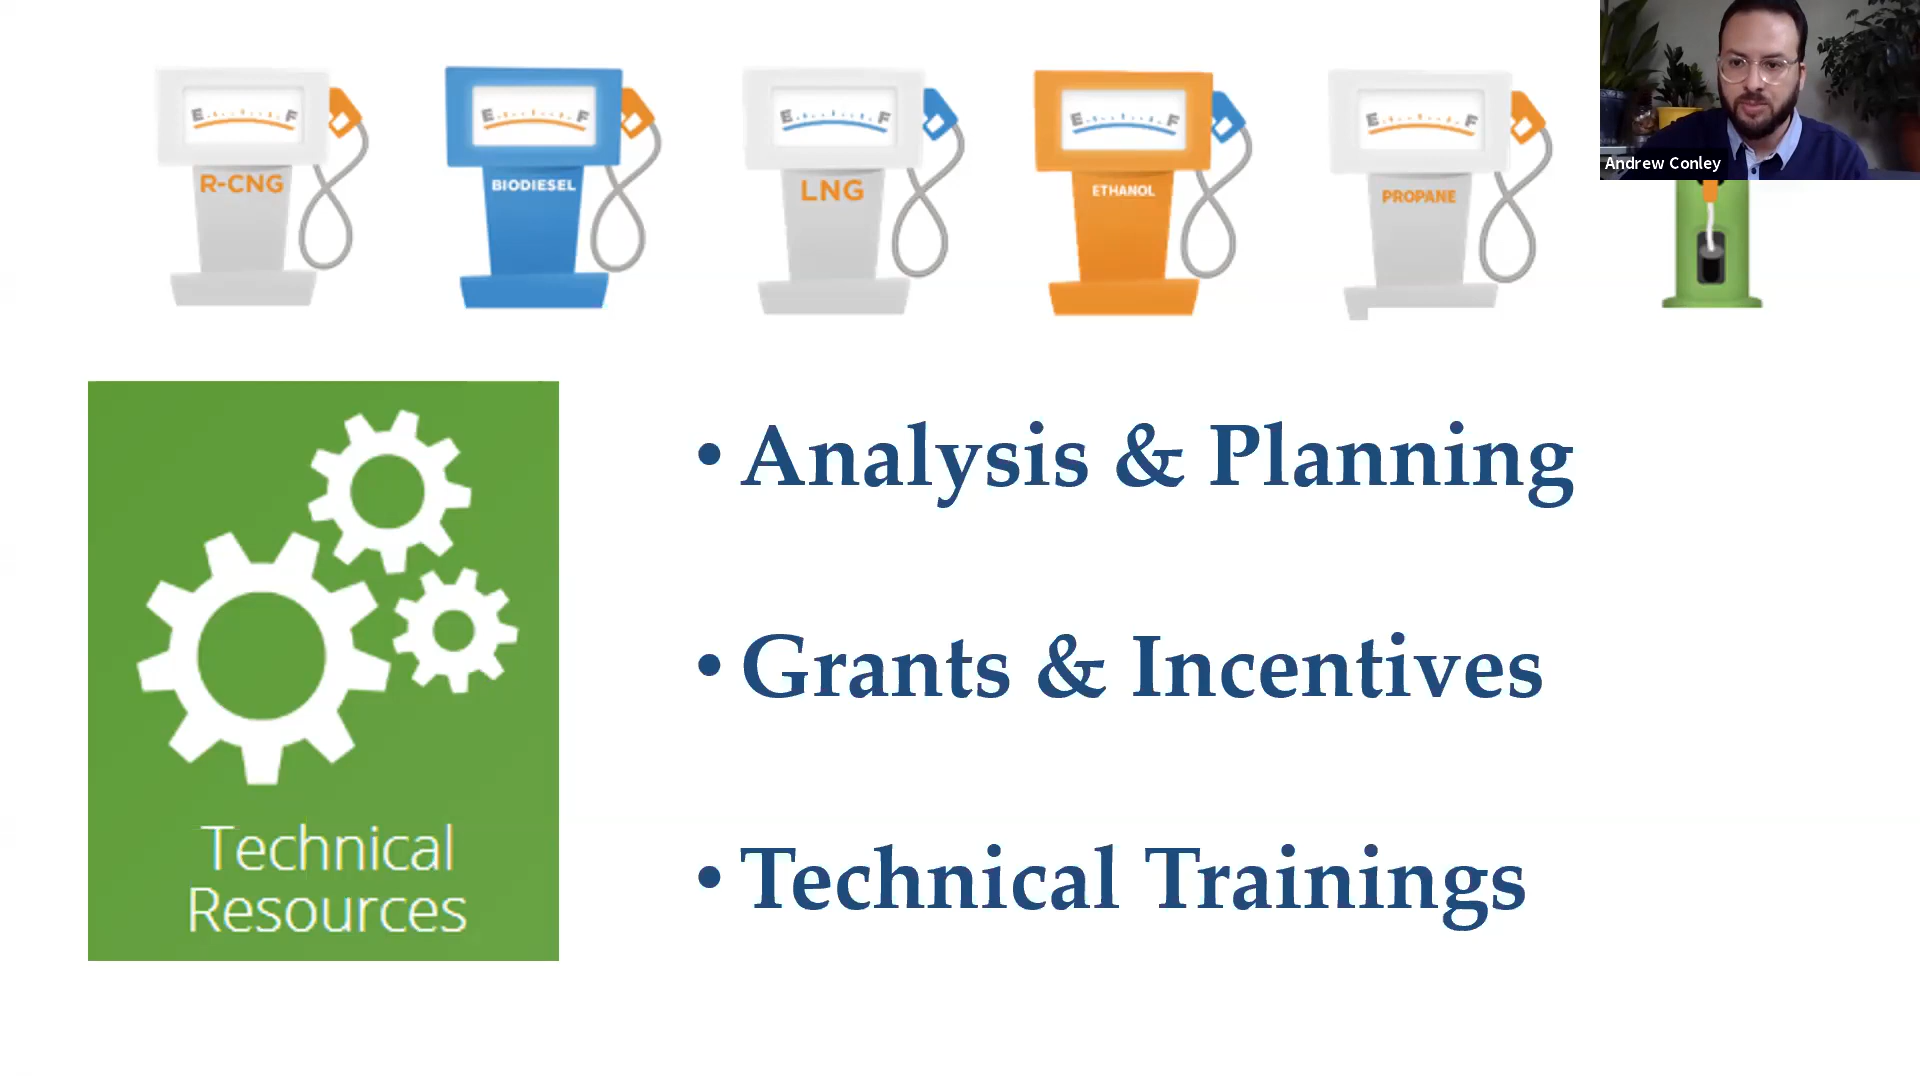 E F
E F
E F
E F
E F
R-CNG
BIODIESEL
LNG
ETHANOL
PROPANE
Andrew Conley
Technical
Resources
• Analysis & Planning
• Grants & Incentives
• Technical Trainings